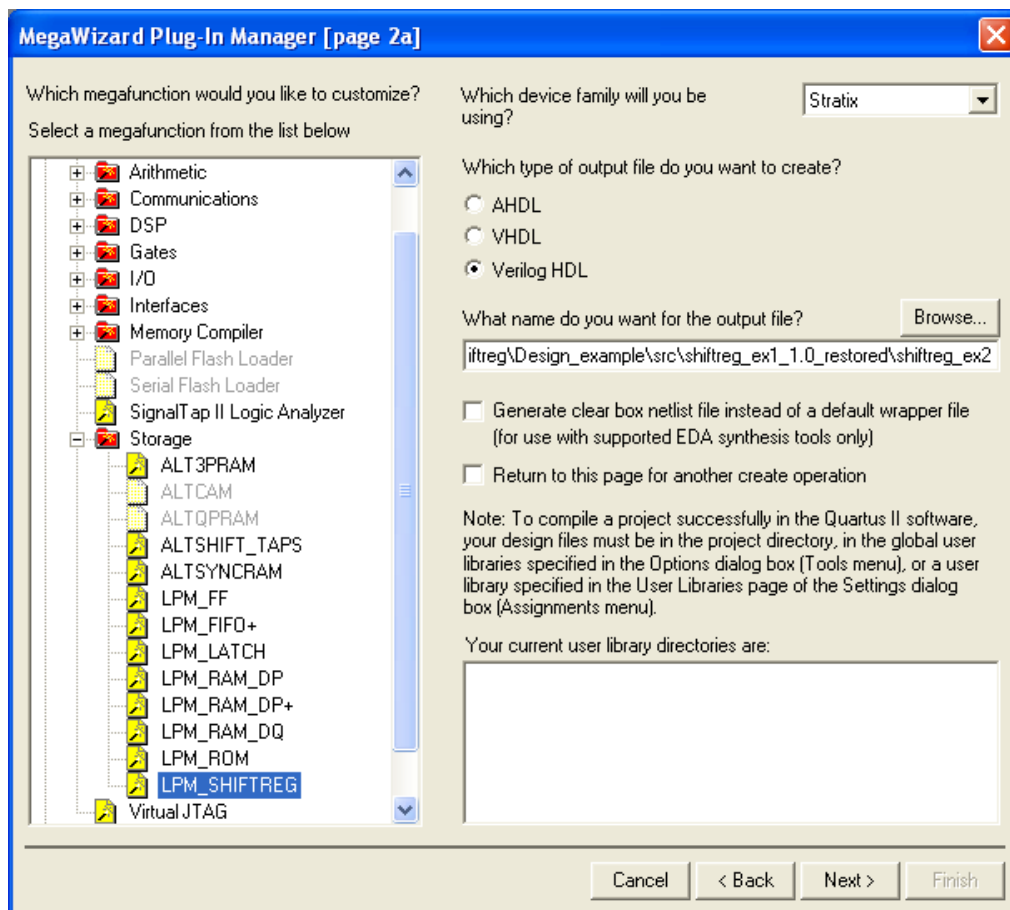 MegaWizard Plug-In Manager [page 2a]
Which megafunction would you like to customize?
Select a megafunction from the list below
Arithmetic
Communications
DSP
Gates
I/O
Interfaces
Memory Compiler
Parallel Flash Loader
Serial Flash Loader
SignalTap II Logic Analyzer
Storage
ALT3PRAM
ALTCAM
ALTQPRAM
ALTSHIFT_TAPS
ALTSYNCRAM
LPM_FF
LPM_FIFO+
LPM_LATCH
LPM_RAM_DP
LPM_RAM_DP+
LPM_RAM_DQ
LPM_ROM
LPM_SHIFTREG
Virtual JTAG
Which device family will you be
using?
Stratix
Which type of output file do you want to create?
AHDL
VHDL
Verilog HDL
What name do you want for the output file?
Browse...
iftreg\Design_example\src\shiftreg_ex1_1.0_restored\shiftreg_ex2
Generate clear box netlist file instead of a default wrapper file
(for use with supported EDA synthesis tools only)
Return to this page for another create operation
Note: To compile a project successfully in the Quartus II software,
your design files must be in the project directory, in the global user
libraries specified in the Options dialog box (Tools menu), or a user
library specified in the User Libraries page of the Settings dialog
box (Assignments menu).
Your current user library directories are:
Cancel
< Back
Next >
Finish